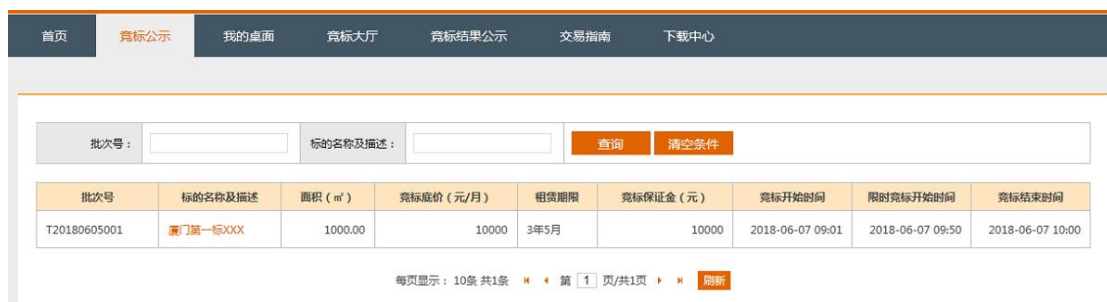 首页 竞标公示 我的桌面 竞标大厅 竞标结果公示 交易指南 下载中心
批次号： 标的名称及描述： 查询 清空条件
批次号 标的名称及描述 面积（㎡） 竞标底价（元/月） 租赁期限 竞标保证金（元） 竞标开始时间 限时竞标开始时间 竞标结束时间
T20180605001 厦门第一标XXX 1000.00 10000 3年5月 10000 2018-06-07 09:01 2018-06-07 09:50 2018-06-07 10:00
每页显示： 10条 共1条 第 1 页/共1页 刷新